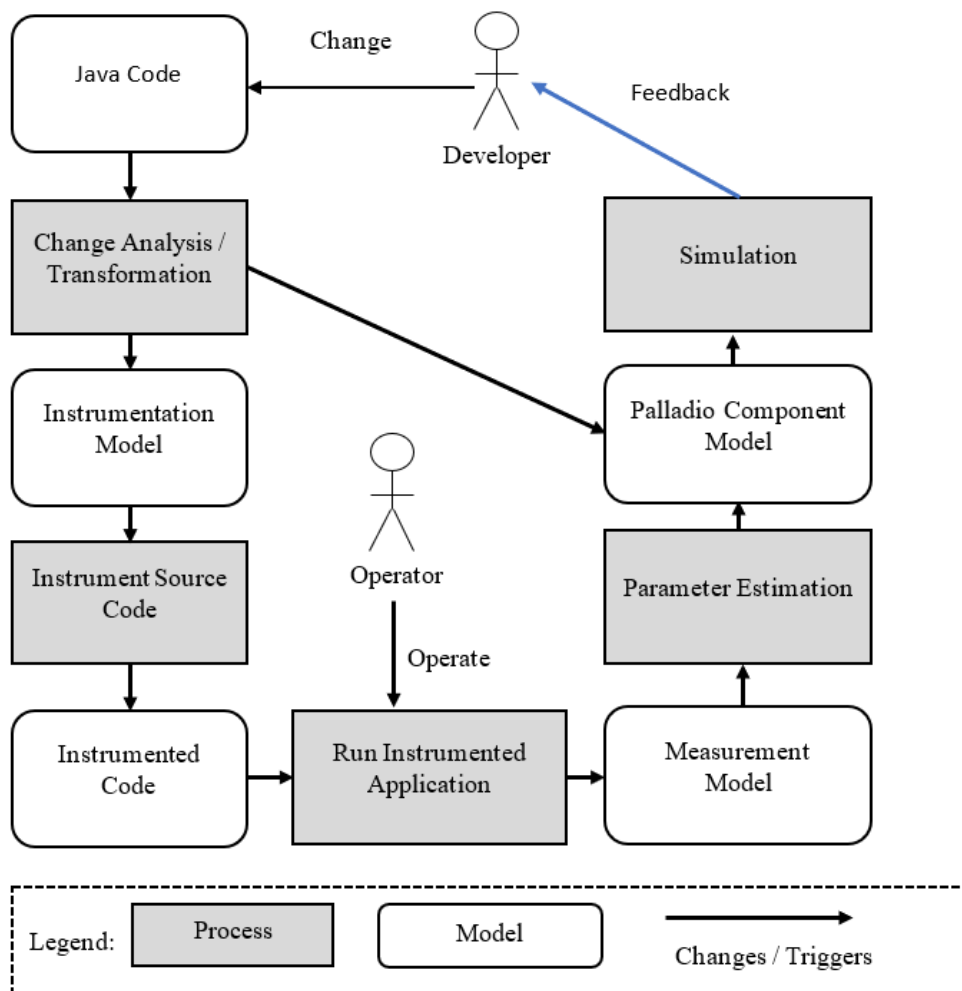 Java Code
Change
Developer
Feedback
Change Analysis /
Transformation
Simulation
Instrumentation
Model
Palladio Component
Model
Operator
Instrument Source
Code
Parameter Estimation
Operate
Instrumented
Code
Run Instrumented
Application
Measurement
Model
Legend:
Process
Model
Changes / Triggers